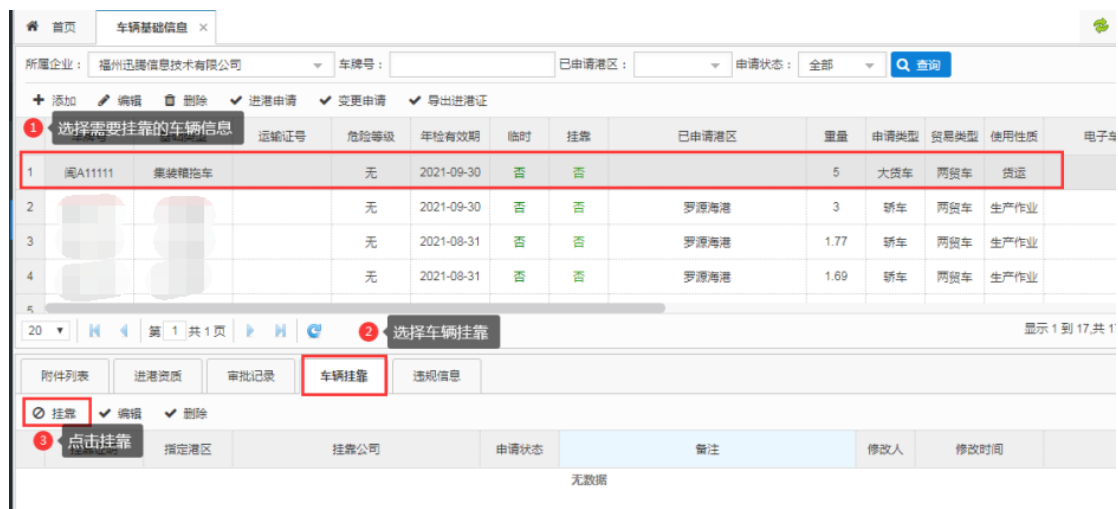 首页 车辆基础信息 ×
所属企业： 福州迅腾信息技术有限公司 车牌号： 已申请港区： 申请状态： 全部 查询
添加 编辑 删除 进港申请 变更申请 导出进港证
1 选择需要挂靠的车辆信息 运输证号 危险等级 年检有效期 临时 挂靠 已申请港区 重量 申请类型 贸易类型 使用性质 电子车
1 闽A11111 集装箱拖车 无 2021-09-30 否 否 5 大货车 两贸车 货运
2 无 2021-09-30 否 否 罗源海港 3 轿车 两贸车 生产作业
3 无 2021-08-31 否 否 罗源海港 1.77 轿车 两贸车 生产作业
4 无 2021-08-31 否 否 罗源海港 1.69 轿车 两贸车 生产作业
5
20 第 1 共 1 页 2 选择车辆挂靠 显示 1 到 17,共 1
附件列表 进港资质 审批记录 车辆挂靠 违规信息
挂靠 编辑 删除
3 点击挂靠 指定港区 挂靠公司 申请状态 备注 修改人 修改时间
无数据